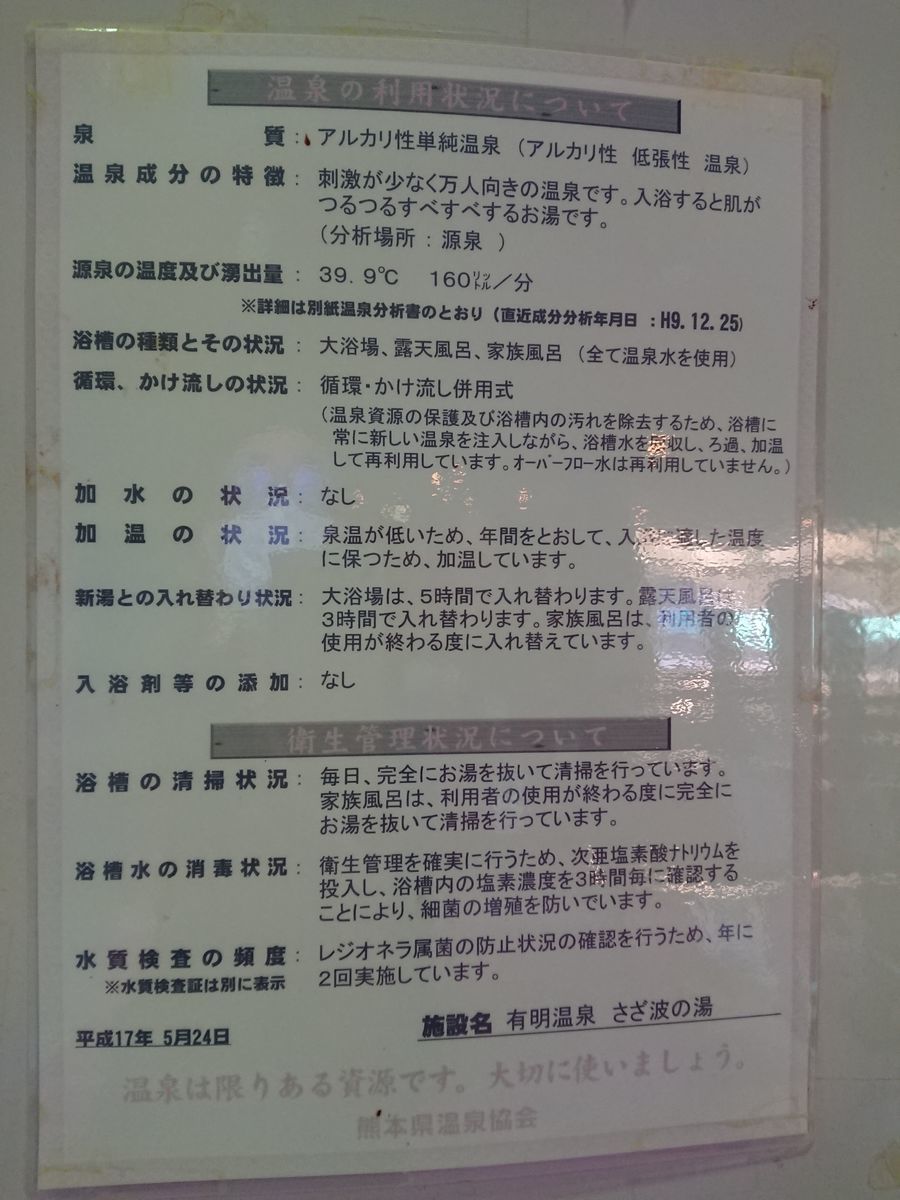 温泉の利用状況について
泉質：アルカリ性単純温泉（アルカリ性 低張性 温泉）
温泉成分の特徴：刺激が少なく万人向きの温泉です。入浴すると肌が
つるつるすべすべするお湯です。
（分析場所：源泉 ）
源泉の温度及び湧出量：39.9℃ 160㍑／分
※詳細は別紙温泉分析書のとおり（直近成分分析年月日 ：H9.12.25）
浴槽の種類とその状況：大浴場、露天風呂、家族風呂（全て温泉水を使用）
循環、かけ流しの状況：循環・かけ流し併用式
（温泉資源の保護及び浴槽内の汚れを除去するため、浴槽に
常に新しい温泉を注入しながら、浴槽水を収し、ろ過、加温
して再利用しています。オーバーフロー水は再利用していません。）
加水の状況：なし
加温の状況：泉温が低いため、年間をとおして、入した温度
に保つため、加温しています。
新湯との入れ替わり状況：大浴場は、5時間で入れ替わります。露天風呂は
3時間で入れ替わります。家族風呂は、利用者の
使用が終わる度に入れ替えています。
入浴剤等の添加：なし
衛生管理状況について
浴槽の清掃状況：毎日、完全にお湯を抜いて清掃を行っています。
家族風呂は、利用者の使用が終わる度に完全に
お湯を抜いて清掃を行っています。
浴槽水の消毒状況：衛生管理を確実に行うため、次亜塩素酸ナトリウムを
投入し、浴槽内の塩素濃度を3時間毎に確認する
ことにより、細菌の増殖を防いでいます。
水質検査の頻度：レジオネラ属菌の防止状況の確認を行うため、年に
※水質検査証は別に表示 2回実施しています。
平成17年 5月24日 施設名 有明温泉 さざ波の湯
温泉は限りある資源です。大切に使いましょう。
熊本県温泉協会